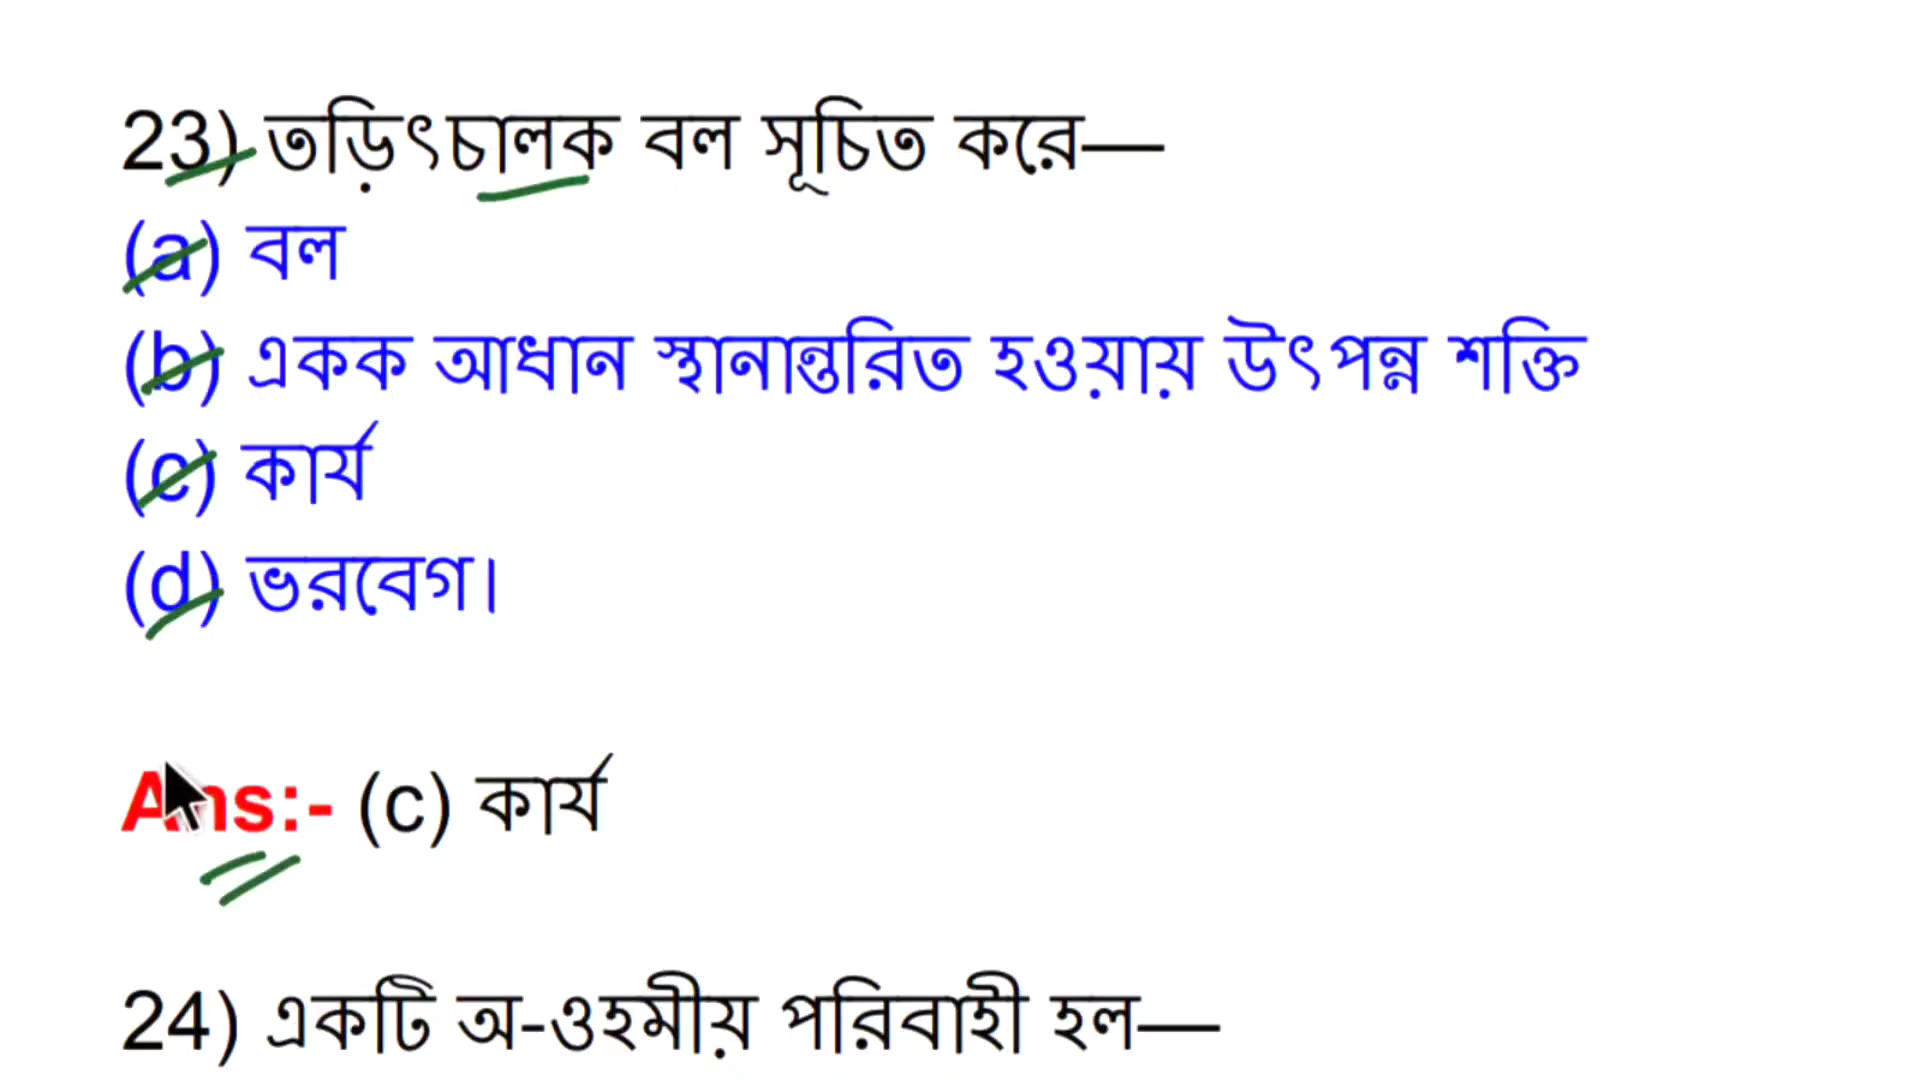 23) তড়িৎচালক বল সূচিত করে—
(a) বল
(b) একক আধান স্থানান্তরিত হওয়ায় উৎপন্ন শক্তি
(c) কার্য
(d) ভরবেগ।
Ans:- (c) কার্য
24) একটি অ-ওহমীয় পরিবাহী হল—